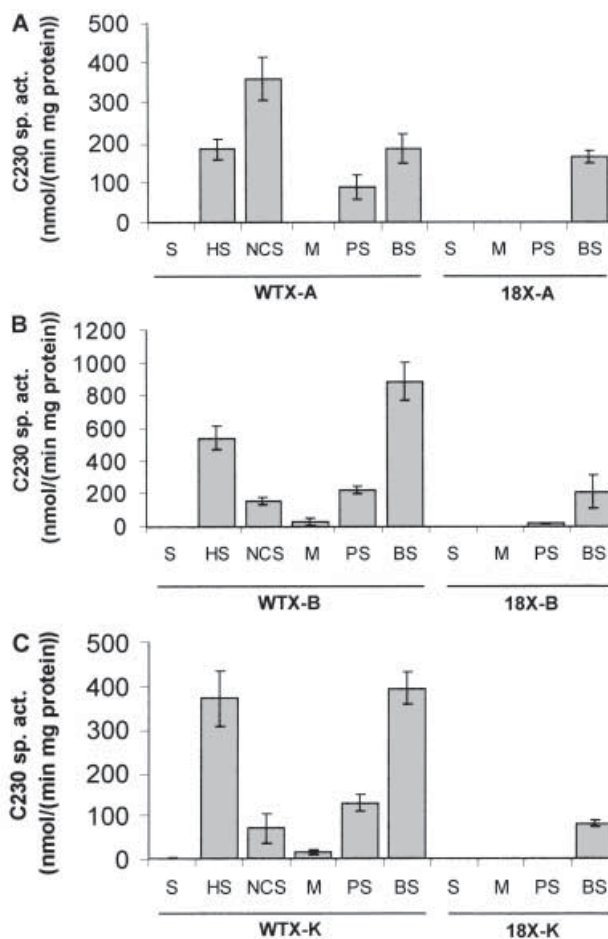 A
C230 sp. act.
(nmol/(min mg protein))
500
400
300
200
100
0
S HS NCS M PS BS S M PS BS
WTX-A 18X-A
B
C230 sp. act.
(nmol/(min mg protein))
1200
1000
800
600
400
200
0
S HS NCS M PS BS S M PS BS
WTX-B 18X-B
C
C230 sp. act.
(nmol/(min mg protein))
500
400
300
200
100
0
S HS NCS M PS BS S M PS BS
WTX-K 18X-K